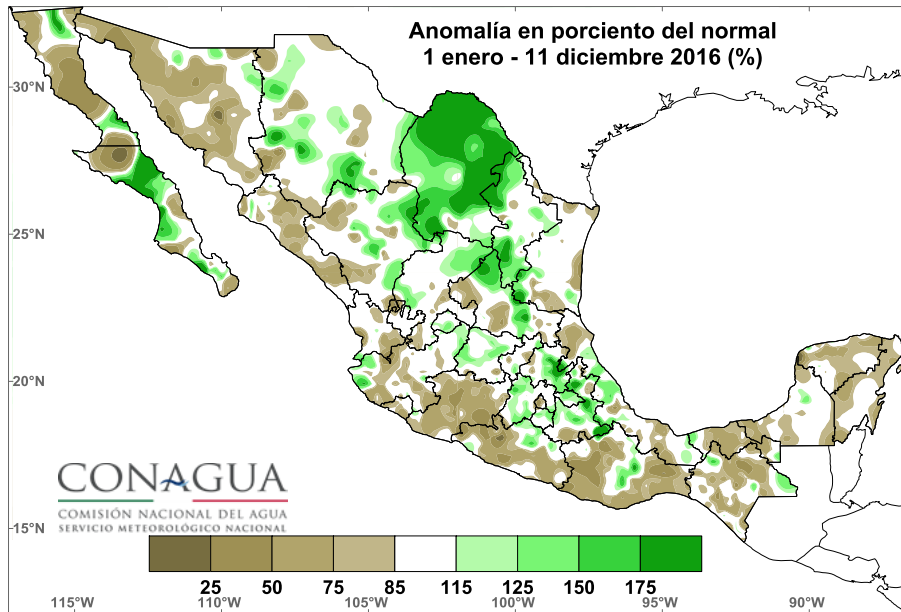 Anomalía en porciento del normal
1 enero - 11 diciembre 2016 (%)
30°N
25°N
20°N
15°N
CONAGUA
COMISIÓN NACIONAL DEL AGUA
SERVICIO METEOROLÓGICO NACIONAL
25 50 75 85 115 125 150 175
115°W 110°W 105°W 100°W 95°W 90°W